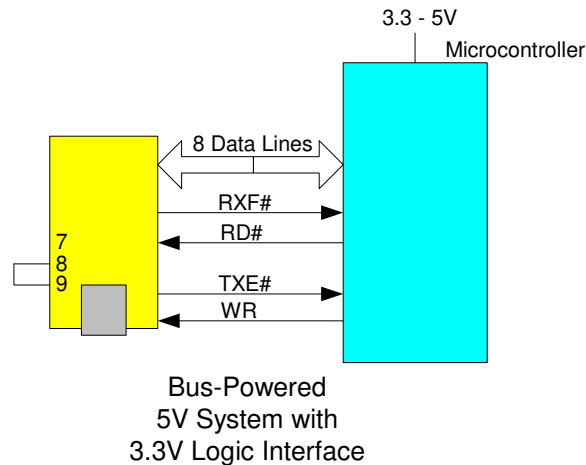 3.3 - 5V
Microcontroller
8 Data Lines
RXF#
RD#
TXE#
WR
7
8
9
Bus-Powered
5V System with
3.3V Logic Interface